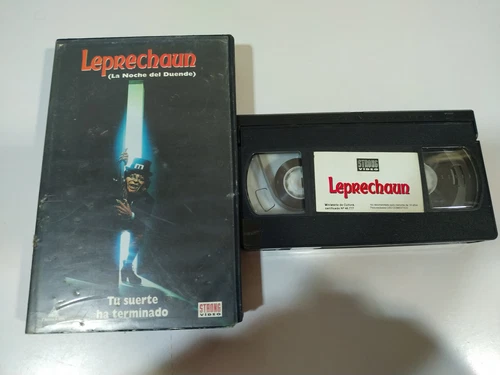 Leprechaun
(La Noche del Duende)
m
Tu suerte
ha terminado
STRONG
VIDEO
STRONG
VIDEO
Leprechaun